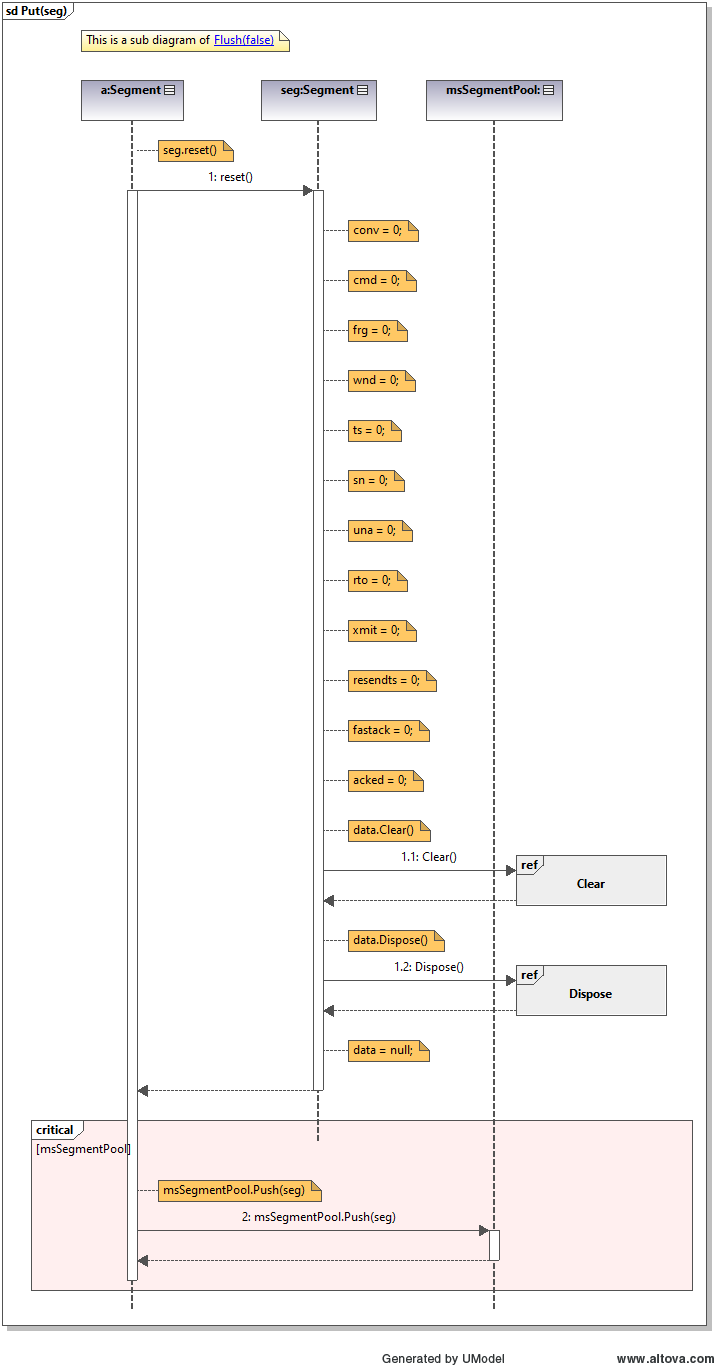 sd Put(seg)
This is a sub diagram of Flush(false)
a:Segment
seg:Segment
msSegmentPool:
seg.reset()
1: reset()
conv = 0;
cmd = 0;
frg = 0;
wnd = 0;
ts = 0;
sn = 0;
una = 0;
rto = 0;
xmit = 0;
resendts = 0;
fastack = 0;
acked = 0;
data.Clear()
1.1: Clear()
ref
Clear
data.Dispose()
1.2: Dispose()
ref
Dispose
data = null;
critical
[msSegmentPool]
msSegmentPool.Push(seg)
2: msSegmentPool.Push(seg)
Generated by UModel
www.altova.com